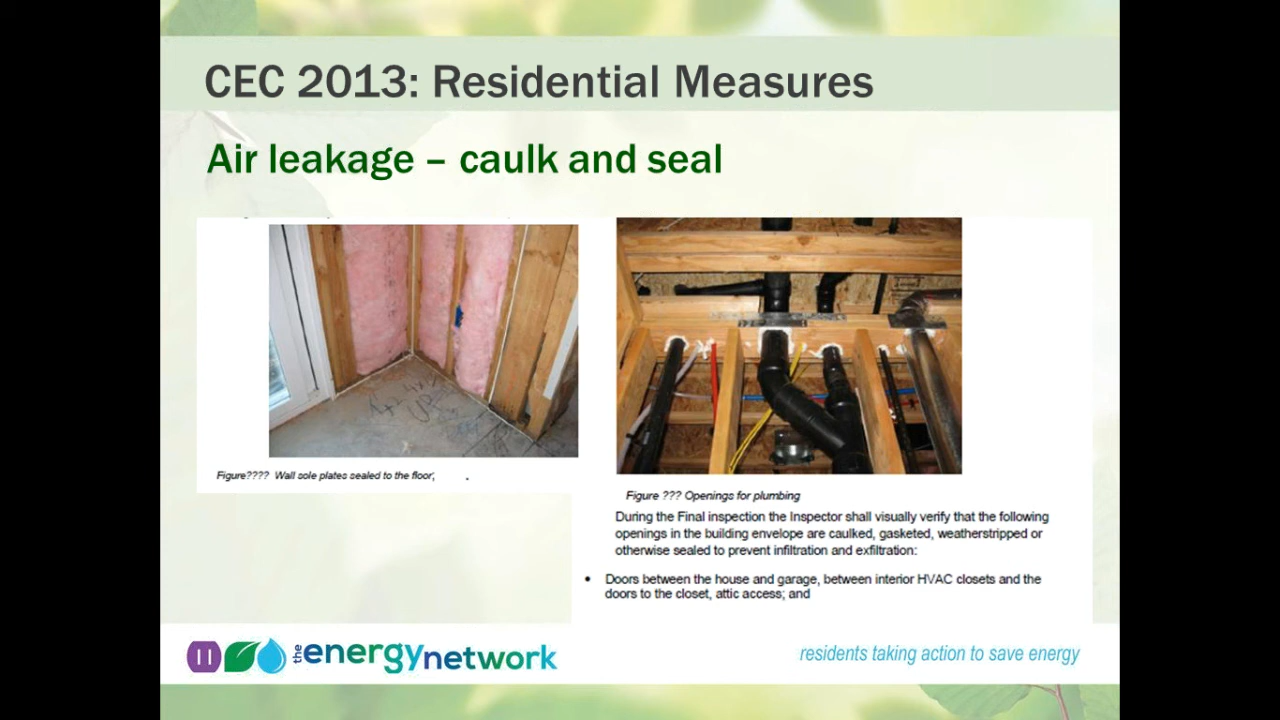 CEC 2013: Residential Measures
Air leakage – caulk and seal
Figure???? Wall sole plates sealed to the floor;
Figure ??? Openings for plumbing
During the Final inspection the Inspector shall visually verify that the following
openings in the building envelope are caulked, gasketed, weatherstripped or
otherwise sealed to prevent infiltration and exfiltration:
• Doors between the house and garage, between interior HVAC closets and the
doors to the closet, attic access; and
the energynetwork
residents taking action to save energy